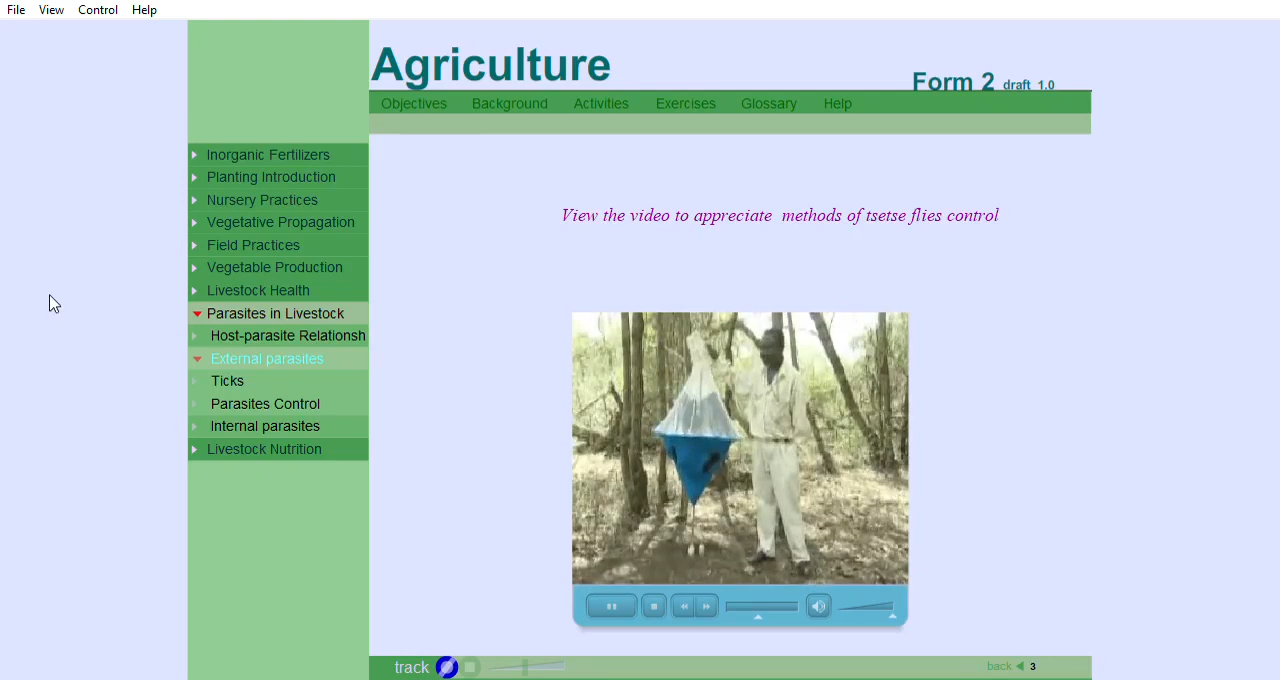 File View Control Help
Agriculture
Form 2 draft 1.0
Objectives Background Activities Exercises Glossary Help
Inorganic Fertilizers
Planting Introduction
Nursery Practices
Vegetative Propagation
Field Practices
Vegetable Production
Livestock Health
Parasites in Livestock
Host-parasite Relationsh
External parasites
Ticks
Parasites Control
Internal parasites
Livestock Nutrition
View the video to appreciate methods of tsetse flies control
track
back 3